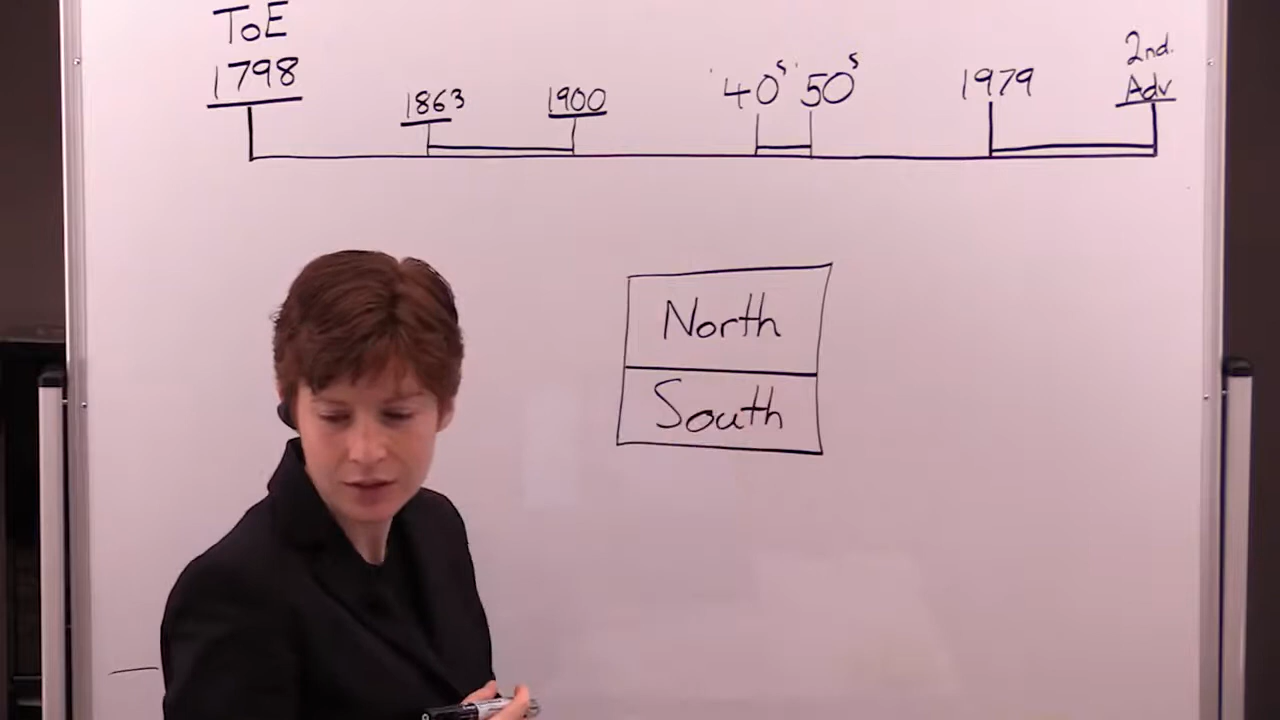 ToE
1798
1863
1900
'40s '50s
1979
2nd.
Adv
North
South